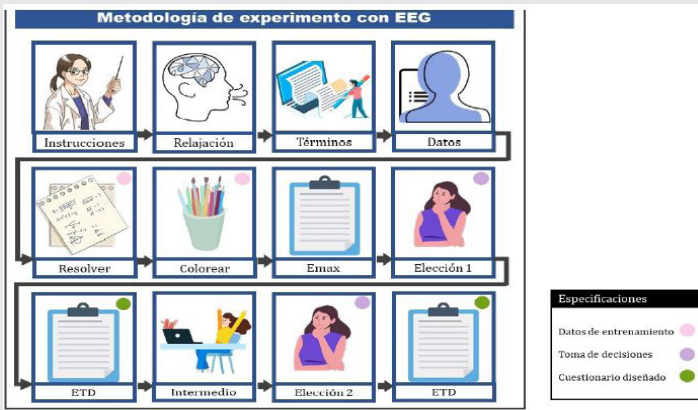 Metodología de experimento con EEG
Instrucciones
Relajación
Términos
Datos
Resolver
Colorear
Emax
Elección 1
ETD
Intermedio
Elección 2
ETD
Especificaciones
Datos de entrenamiento
Toma de decisiones
Cuestionario diseñado